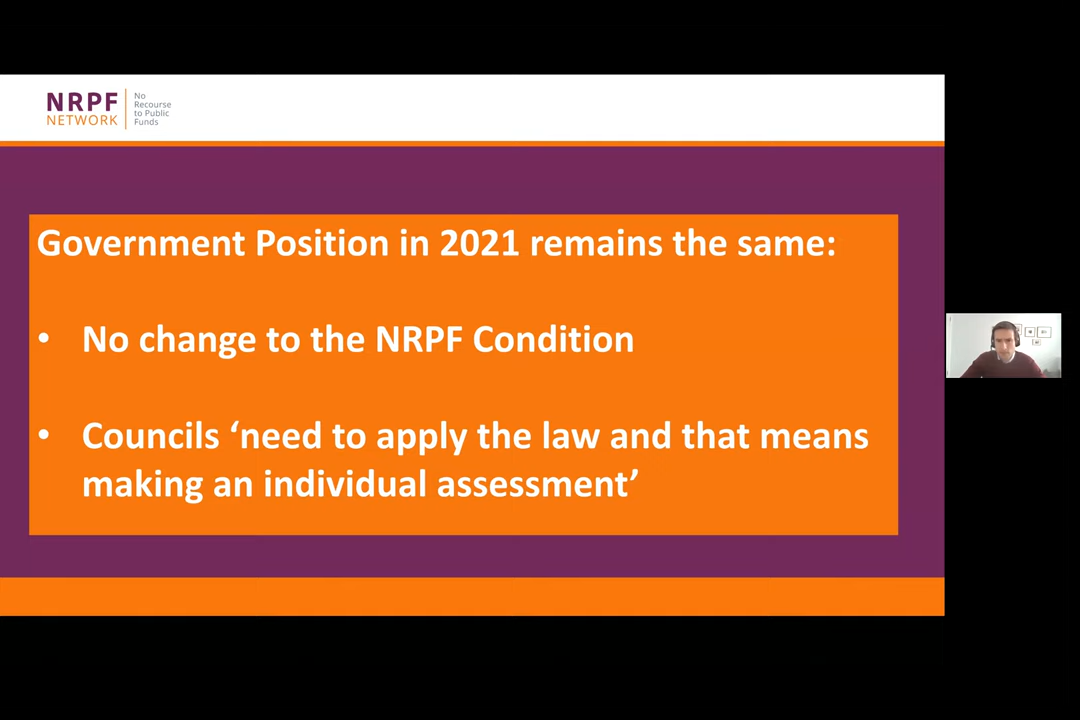 NRPF
NETWORK
No
Recourse
to Public
Funds
Government Position in 2021 remains the same:
• No change to the NRPF Condition
• Councils ‘need to apply the law and that means
making an individual assessment’